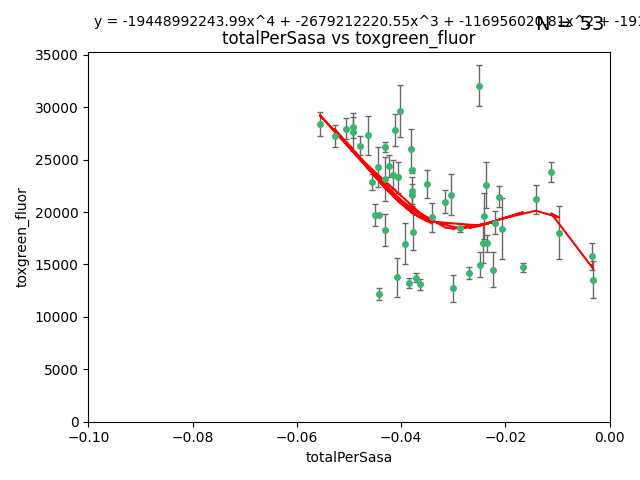 y = -19448992243.99x^4 + -2679212220.55x^3 + -116956020.81x^2 + -191
N = 53
totalPerSasa vs toxgreen_fluor
35000
30000
25000
20000
15000
10000
5000
0
toxgreen_fluor
−0.10 −0.08 −0.06 −0.04 −0.02 0.00
totalPerSasa